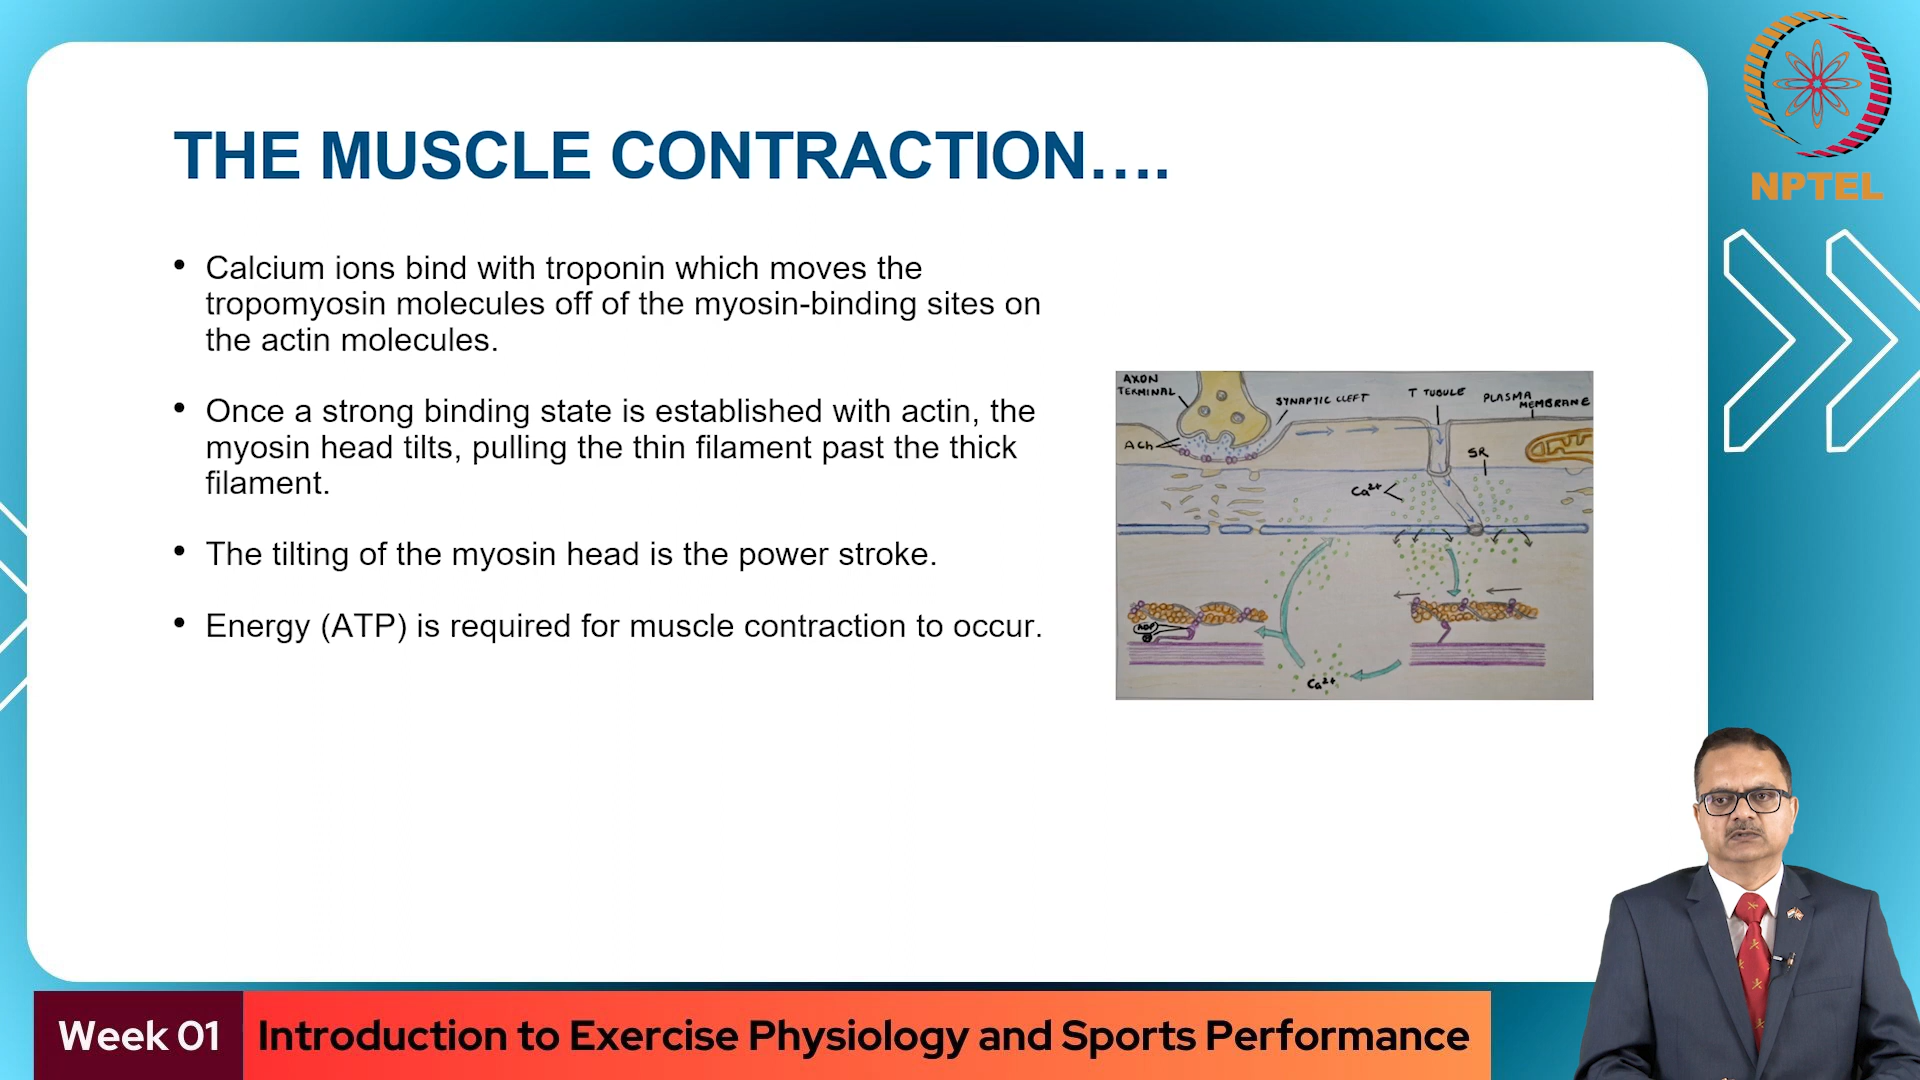 NPTEL
THE MUSCLE CONTRACTION....
• Calcium ions bind with troponin which moves the
tropomyosin molecules off of the myosin-binding sites on
the actin molecules.
• Once a strong binding state is established with actin, the
myosin head tilts, pulling the thin filament past the thick
filament.
• The tilting of the myosin head is the power stroke.
• Energy (ATP) is required for muscle contraction to occur.
AXON
TERMINAL
SYNAPTIC CLEFT
T TUBULE
PLASMA
MEMBRANE
ACh
SR
Ca2+
ADP
Ca2+
Week 01
Introduction to Exercise Physiology and Sports Performance